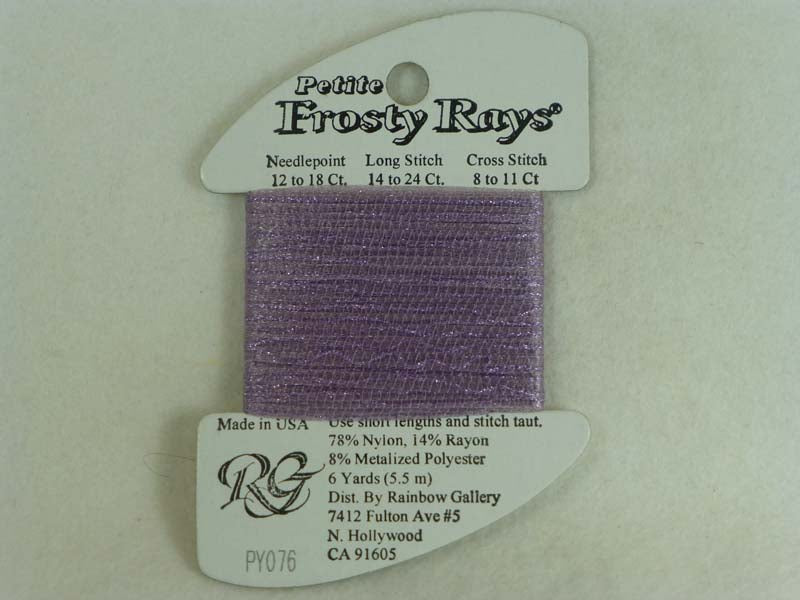 Petite
Frosty Rays®
Needlepoint Long Stitch Cross Stitch
12 to 18 Ct. 14 to 24 Ct. 8 to 11 Ct
Made in USA
Use short lengths and stitch taut.
78% Nylon, 14% Rayon
8% Metalized Polyester
6 Yards (5.5 m)
Dist. By Rainbow Gallery
7412 Fulton Ave #5
N. Hollywood
CA 91605
RG
PY076